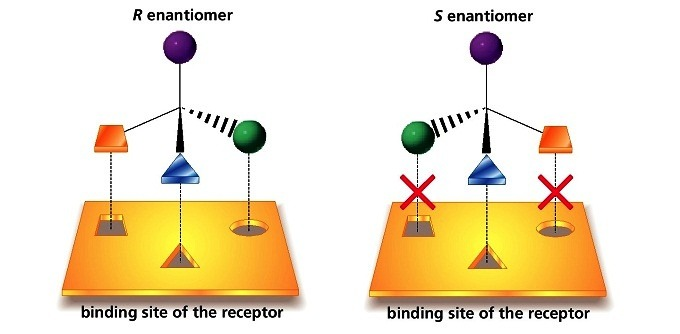 R enantiomer
S enantiomer
binding site of the receptor
binding site of the receptor